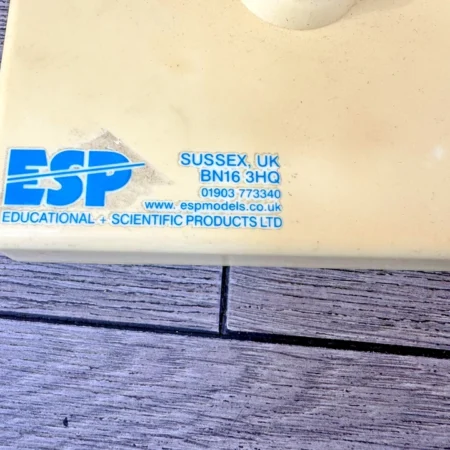 ESP
EDUCATIONAL + SCIENTIFIC PRODUCTS LTD
SUSSEX, UK
BN16 3HQ
01903 773340
www.espmodels.co.uk